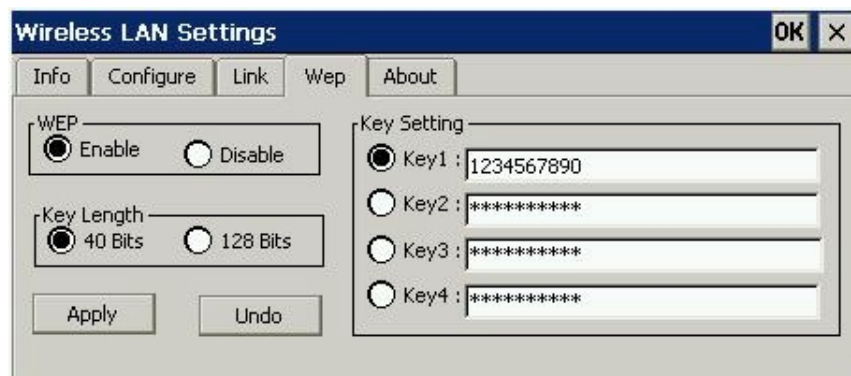 Wireless LAN Settings OK ×
Info Configure Link Wep About
WEP
Enable Disable
Key Length
40 Bits 128 Bits
Apply Undo
Key Setting
Key1 : 1234567890
Key2 : **********
Key3 : **********
Key4 : **********